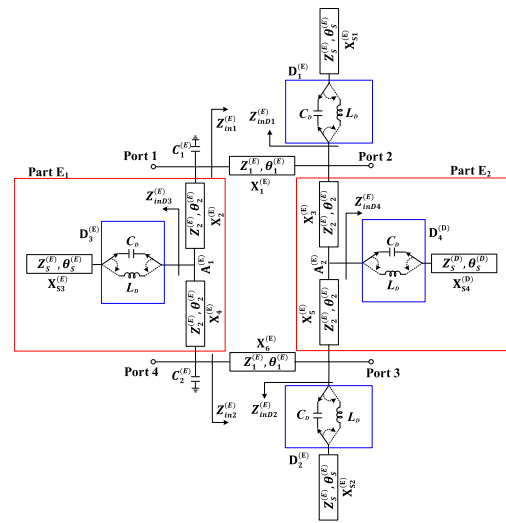 Z_S^(E), θ_S^(E)
X_S1^(E)
D_1^(E)
C_D
L_D
Z_in1^(E)
Z_inD1^(E)
C_1^(E)
Port 1
Z_1^(E), θ_1^(E)
Port 2
X_1^(E)
Part E_1
Part E_2
Z_inD3^(E)
Z_2^(E), θ_2^(E)
X_2^(E)
X_3^(E)
Z_2^(E), θ_2^(E)
Z_inD4^(E)
D_3^(E)
C_D
D_4^(D)
C_D
Z_S^(E), θ_S^(E)
X_S3^(E)
L_D
A_1^(E)
A_2^(E)
L_D
Z_S^(D), θ_S^(D)
X_S4^(D)
Z_2^(E), θ_2^(E)
X_4^(E)
X_5^(E)
Z_2^(E), θ_2^(E)
X_6^(E)
Port 4
Z_1^(E), θ_1^(E)
Port 3
C_2^(E)
Z_in2^(E)
Z_inD2^(E)
C_D
L_D
D_2^(E)
Z_S^(E), θ_S^(E)
X_S2^(E)